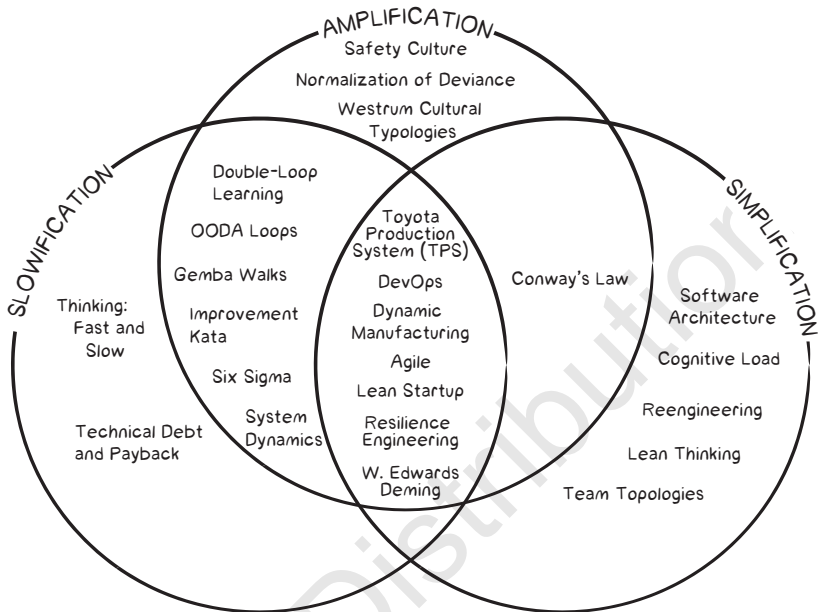 AMPLIFICATION
Safety Culture
Normalization of Deviance
Westrum Cultural
Typologies
SLOWIFICATION
Thinking:
Fast and
Slow
Technical Debt
and Payback
Double-Loop
Learning
OODA Loops
Gemba Walks
Improvement
Kata
Six Sigma
System
Dynamics
Toyota
Production
System (TPS)
DevOps
Dynamic
Manufacturing
Agile
Lean Startup
Resilience
Engineering
W. Edwards
Deming
Conway's Law
SIMPLIFICATION
Software
Architecture
Cognitive Load
Reengineering
Lean Thinking
Team Topologies
Distribution